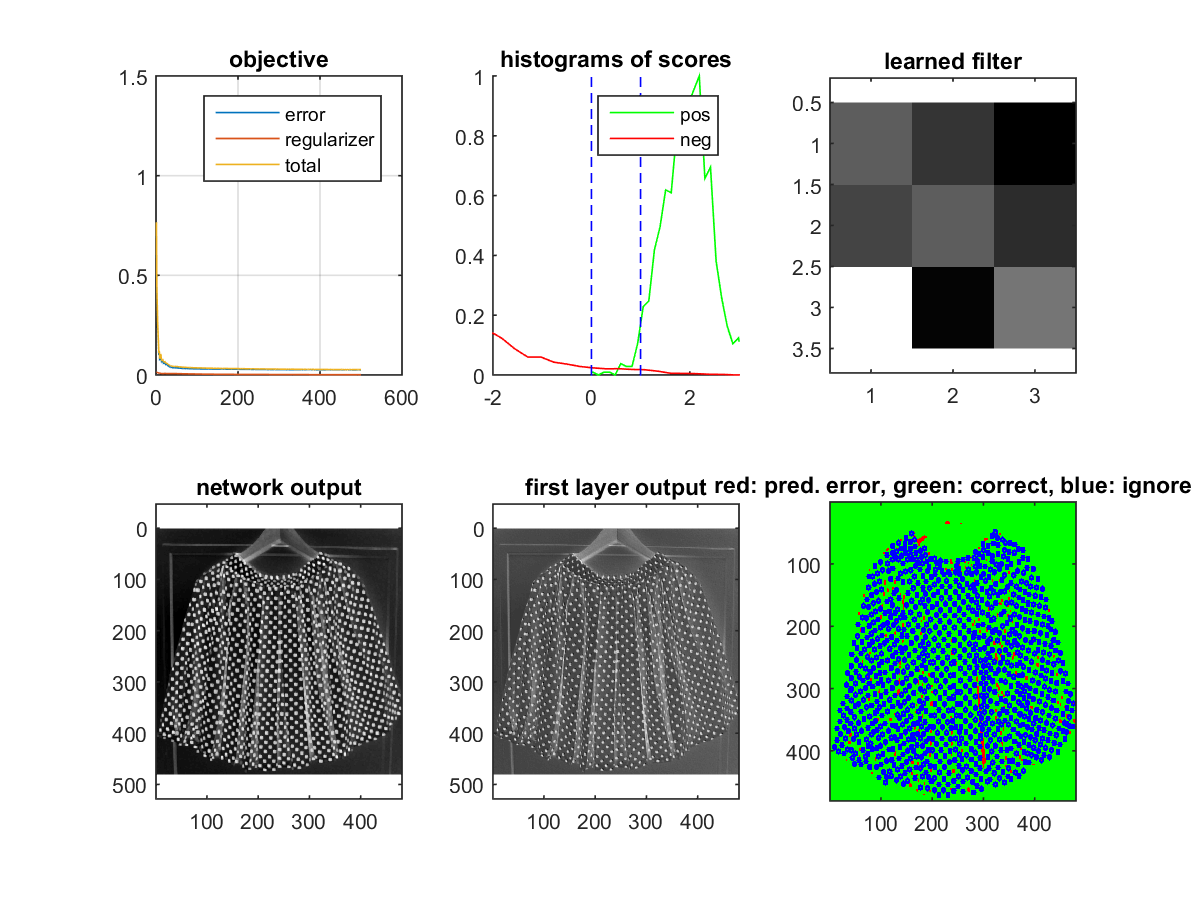 objective
1.5
1
0.5
0
0 200 400 600
error
regularizer
total
histograms of scores
1
0.8
0.6
0.4
0.2
0
-2 0 2
pos
neg
learned filter
0.5
1
1.5
2
2.5
3
3.5
1 2 3
network output
0
100
200
300
400
500
100 200 300 400
first layer output
0
100
200
300
400
500
100 200 300 400
red: pred. error, green: correct, blue: ignore
100
200
300
400
100 200 300 400